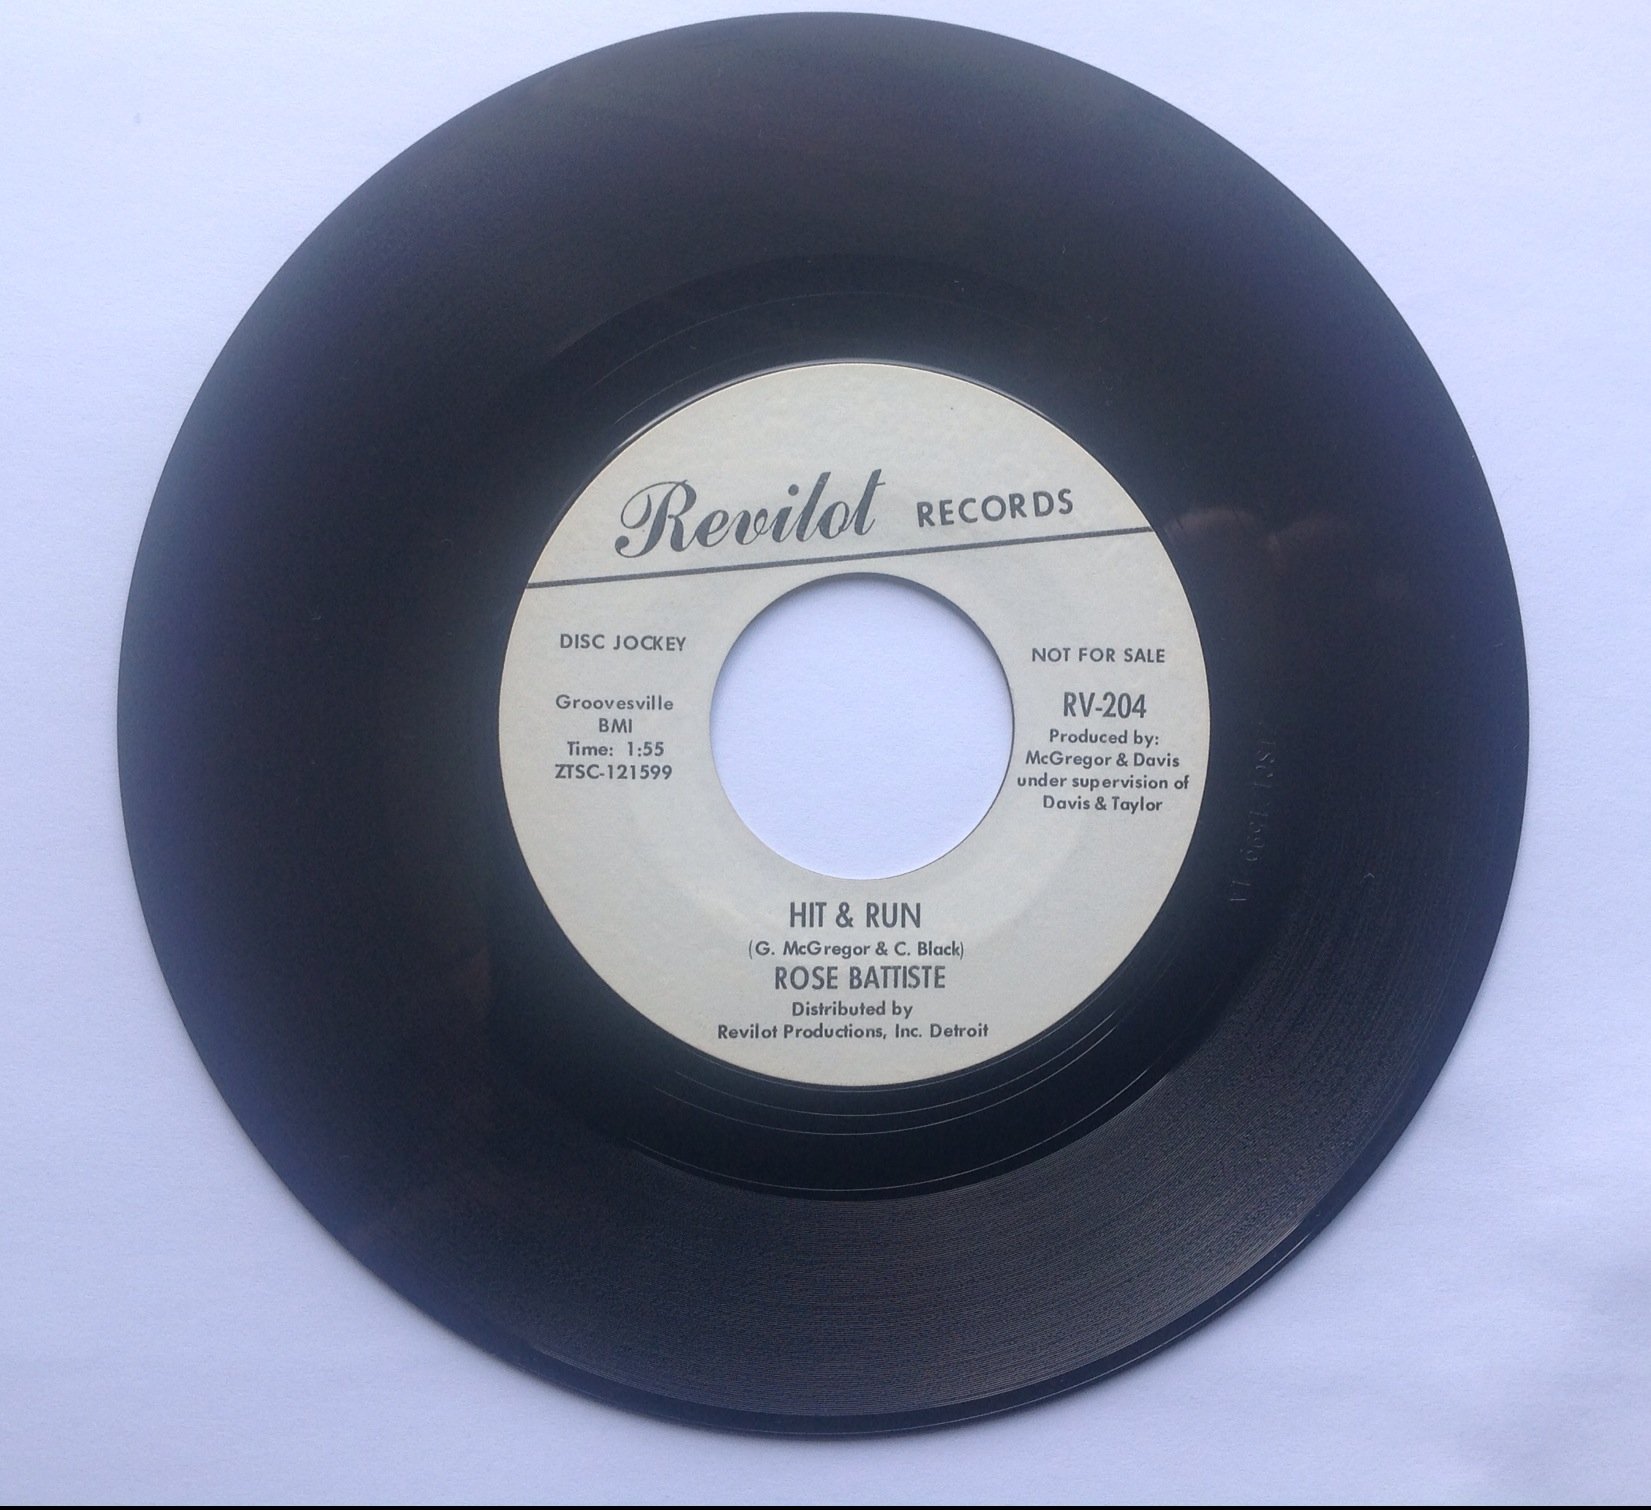 Revilot RECORDS
DISC JOCKEY
Groovesville
BMI
Time: 1:55
ZTSC-121599
NOT FOR SALE
RV-204
Produced by:
McGregor & Davis
under supervision of
Davis & Taylor
HIT & RUN
(G. McGregor & C. Black)
ROSE BATTISTE
Distributed by
Revilot Productions, Inc. Detroit